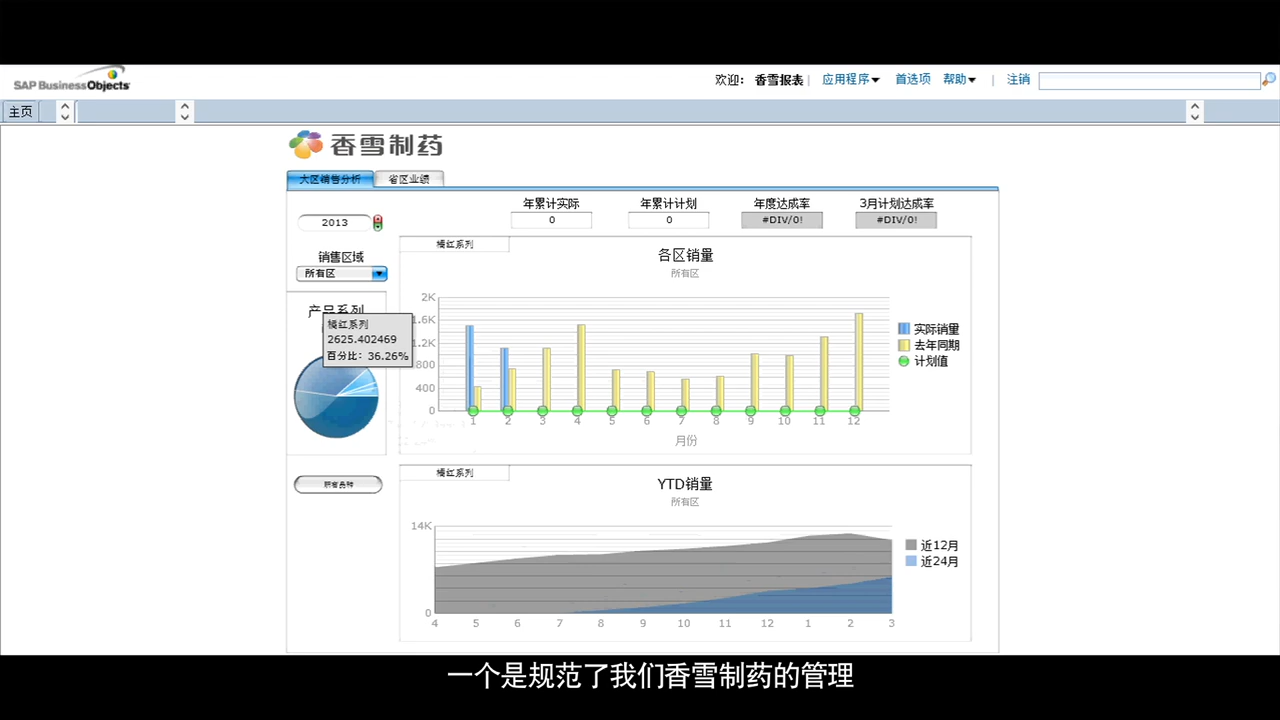 SAP BusinessObjects
欢迎: 香雪报表 | 应用程序 首选项 帮助 | 注销
主页
香雪制药
大区销售分析 省区业绩
2013
年累计实际 年累计计划 年度达成率 3月计划达成率
0 0 #DIV/0! #DIV/0!
销售区域
所有区
产品系列
橘红系列
2625.402469
百分比: 36.26%
所有品种
橘红系列
各区销量
所有区
2K
1.6K
1.2K
800
400
0
1 2 3 4 5 6 7 8 9 10 11 12
月份
实际销量
去年同期
计划值
橘红系列
YTD销量
所有区
14K
0
4 5 6 7 8 9 10 11 12 1 2 3
近12月
近24月
一个是规范了我们香雪制药的管理